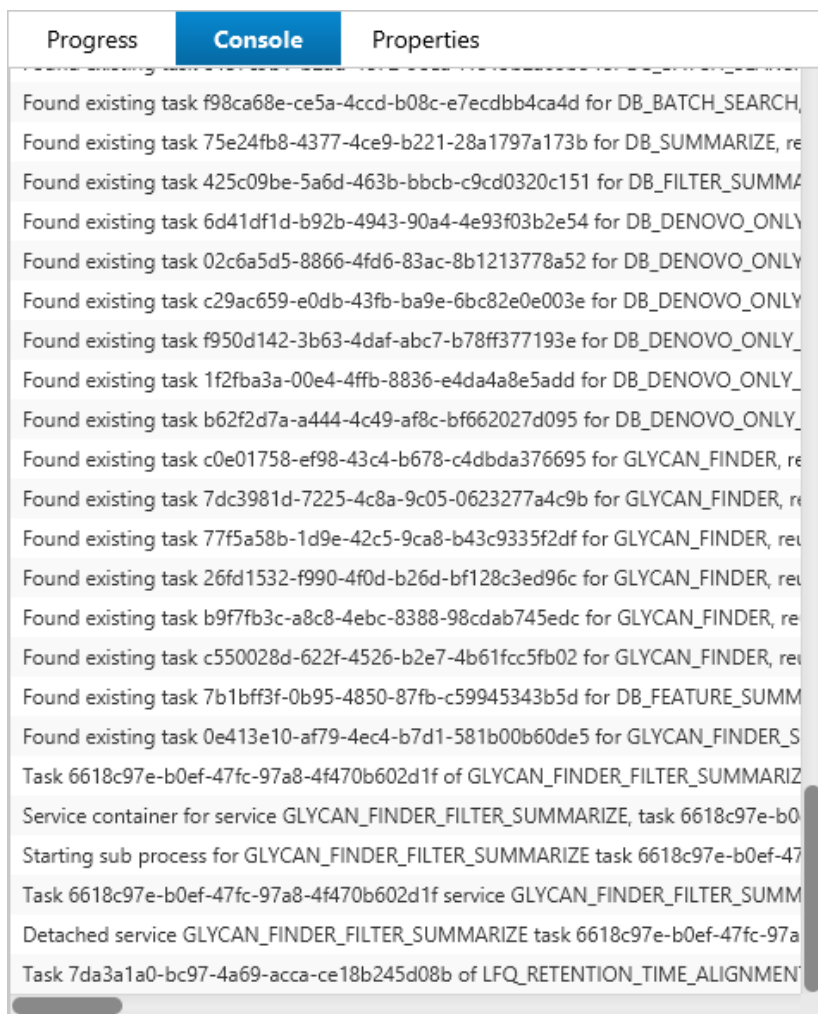 Progress Console Properties
Found existing task f98ca68e-ce5a-4ccd-b08c-e7ecdbb4ca4d for DB_BATCH_SEARCH,
Found existing task 75e24fb8-4377-4ce9-b221-28a1797a173b for DB_SUMMARIZE, re
Found existing task 425c09be-5a6d-463b-bbcb-c9cd0320c151 for DB_FILTER_SUMMA
Found existing task 6d41df1d-b92b-4943-90a4-4e93f03b2e54 for DB_DENOVO_ONLY
Found existing task 02c6a5d5-8866-4fd6-83ac-8b1213778a52 for DB_DENOVO_ONLY
Found existing task c29ac659-e0db-43fb-ba9e-6bc82e0e003e for DB_DENOVO_ONLY
Found existing task f950d142-3b63-4daf-abc7-b78ff377193e for DB_DENOVO_ONLY_
Found existing task 1f2fba3a-00e4-4ffb-8836-e4da4a8e5add for DB_DENOVO_ONLY_
Found existing task b62f2d7a-a444-4c49-af8c-bf662027d095 for DB_DENOVO_ONLY_
Found existing task c0e01758-ef98-43c4-b678-c4dbda376695 for GLYCAN_FINDER, re
Found existing task 7dc3981d-7225-4c8a-9c05-0623277a4c9b for GLYCAN_FINDER, re
Found existing task 77f5a58b-1d9e-42c5-9ca8-b43c9335f2df for GLYCAN_FINDER, reu
Found existing task 26fd1532-f990-4f0d-b26d-bf128c3ed96c for GLYCAN_FINDER, reu
Found existing task b9f7fb3c-a8c8-4ebc-8388-98cdab745edc for GLYCAN_FINDER, re
Found existing task c550028d-622f-4526-b2e7-4b61fcc5fb02 for GLYCAN_FINDER, reu
Found existing task 7b1bff3f-0b95-4850-87fb-c59945343b5d for DB_FEATURE_SUMM
Found existing task 0e413e10-af79-4ec4-b7d1-581b00b60de5 for GLYCAN_FINDER_S
Task 6618c97e-b0ef-47fc-97a8-4f470b602d1f of GLYCAN_FINDER_FILTER_SUMMARIZ
Service container for service GLYCAN_FINDER_FILTER_SUMMARIZE, task 6618c97e-b0
Starting sub process for GLYCAN_FINDER_FILTER_SUMMARIZE task 6618c97e-b0ef-47
Task 6618c97e-b0ef-47fc-97a8-4f470b602d1f service GLYCAN_FINDER_FILTER_SUMM
Detached service GLYCAN_FINDER_FILTER_SUMMARIZE task 6618c97e-b0ef-47fc-97a
Task 7da3a1a0-bc97-4a69-acca-ce18b245d08b of LFQ_RETENTION_TIME_ALIGNMENT